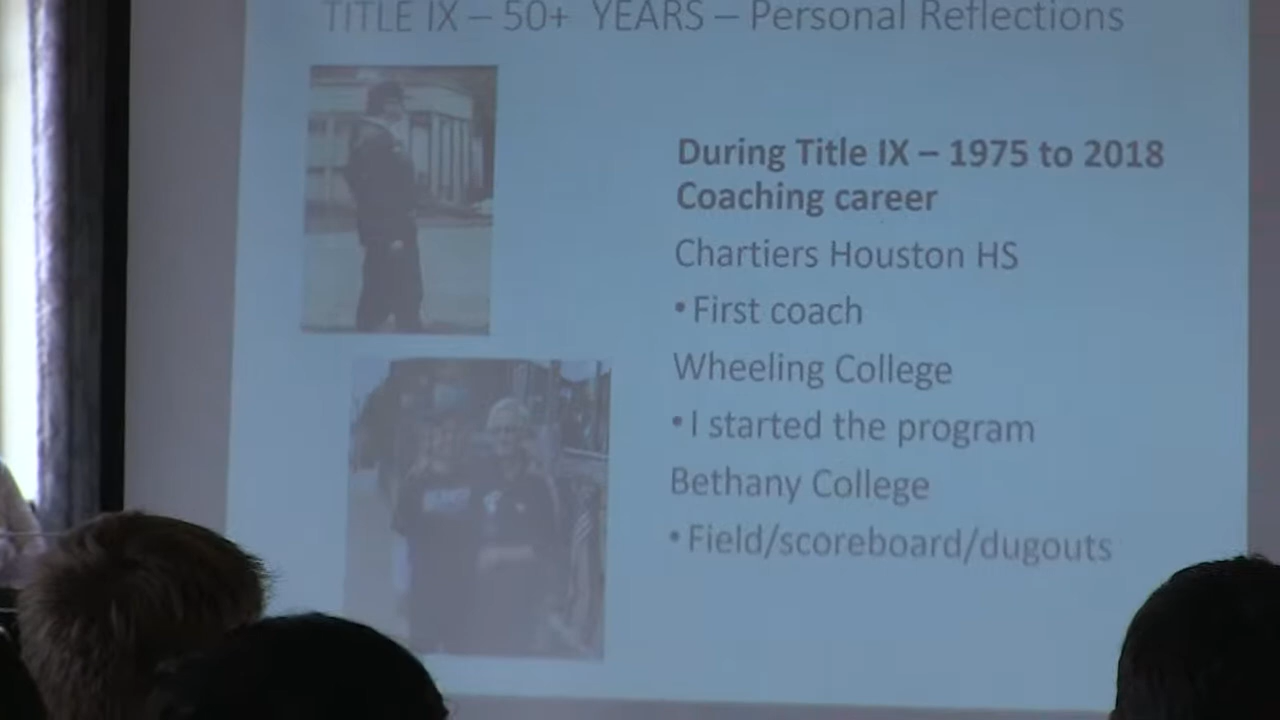 TITLE IX – 50+ YEARS – Personal Reflections
During Title IX – 1975 to 2018
Coaching career
Chartiers Houston HS
• First coach
Wheeling College
• I started the program
Bethany College
• Field/scoreboard/dugouts